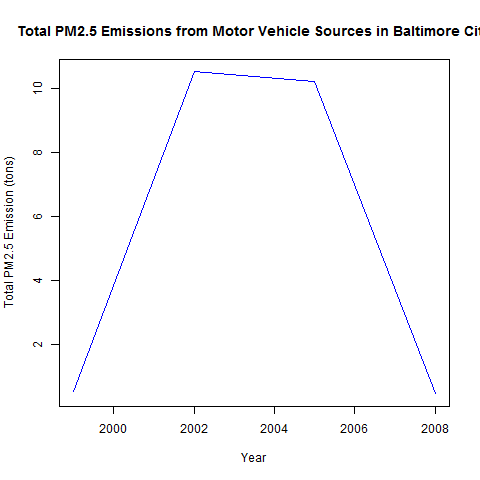 Total PM2.5 Emissions from Motor Vehicle Sources in Baltimore Cit
Total PM2.5 Emission (tons)
10
8
6
4
2
2000 2002 2004 2006 2008
Year